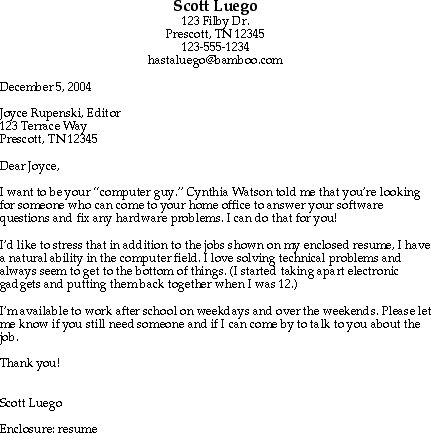 Scott Luego
123 Filby Dr.
Prescott, TN 12345
123-555-1234
hastaluego@bamboo.com
December 5, 2004
Joyce Rupenski, Editor
123 Terrace Way
Prescott, TN 12345
Dear Joyce,
I want to be your “computer guy.” Cynthia Watson told me that you’re looking
for someone who can come to your home office to answer your software
questions and fix any hardware problems. I can do that for you!
I’d like to stress that in addition to the jobs shown on my enclosed resume, I have
a natural ability in the computer field. I love solving technical problems and
always seem to get to the bottom of things. (I started taking apart electronic
gadgets and putting them back together when I was 12.)
I’m available to work after school on weekdays and over the weekends. Please let
me know if you still need someone and if I can come by to talk to you about the
job.
Thank you!
Scott Luego
Enclosure: resume